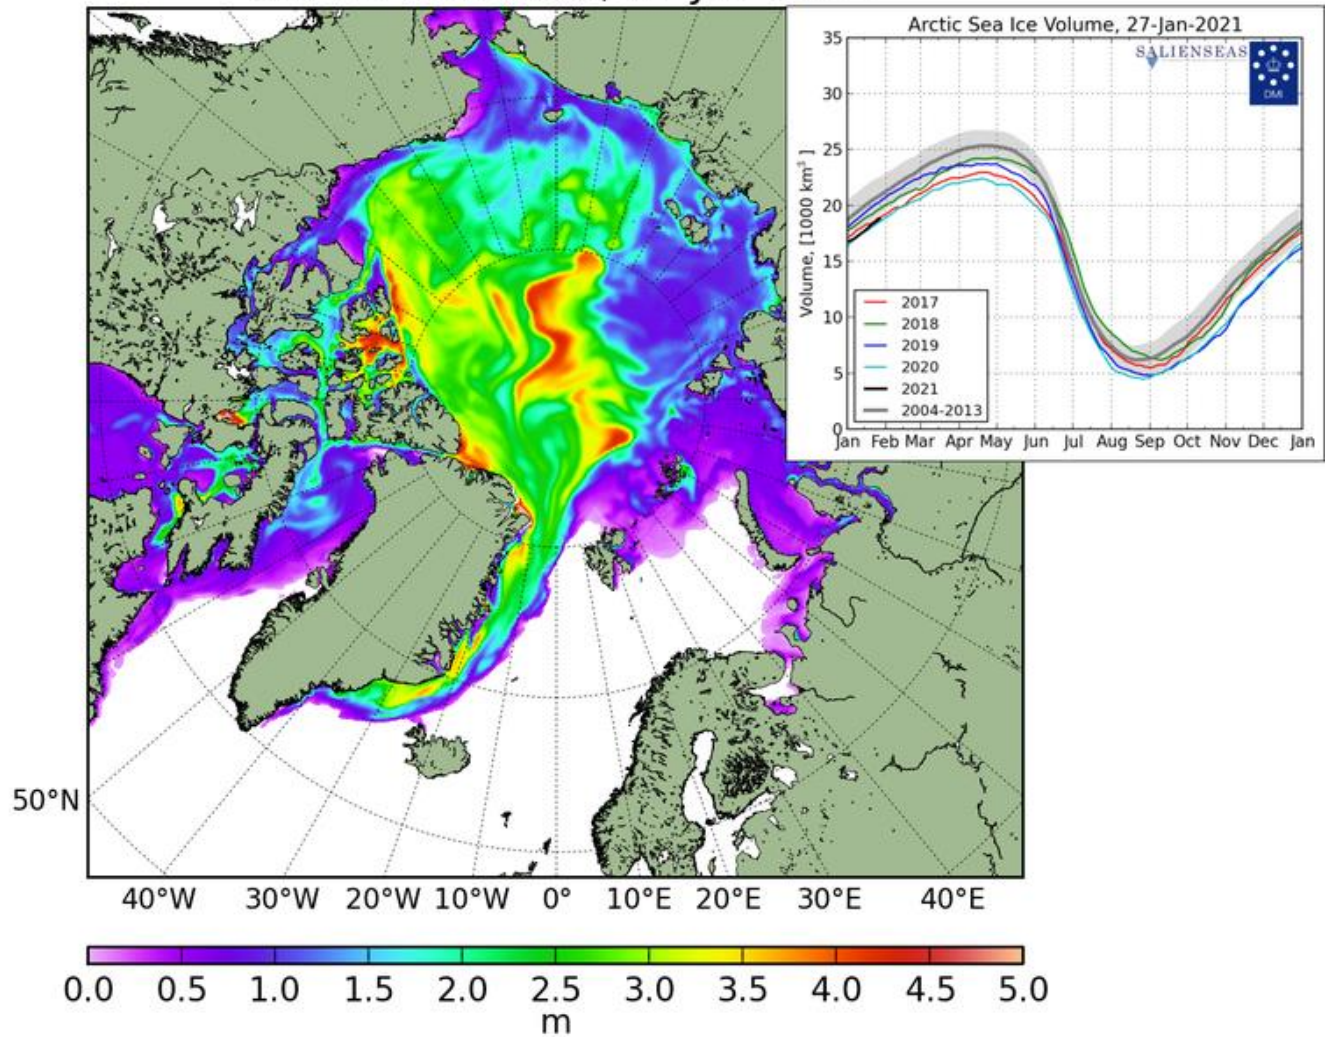 Arctic Sea Ice Volume, 27-Jan-2021
SALIENSEAS
DMI
Volume, [1000 km³ ]
35
30
25
20
15
10
5
0
2017
2018
2019
2020
2021
2004-2013
Jan Feb Mar Apr May Jun Jul Aug Sep Oct Nov Dec Jan
50°N
40°W 30°W 20°W 10°W 0° 10°E 20°E 30°E 40°E
0.0 0.5 1.0 1.5 2.0 2.5 3.0 3.5 4.0 4.5 5.0
m